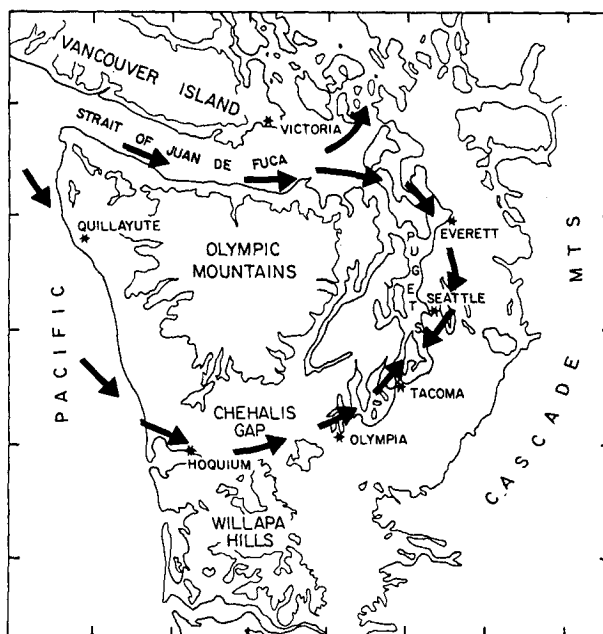 VANCOUVER ISLAND
VICTORIA
STRAIT OF JUAN DE FUCA
QUILLAYUTE
OLYMPIC
MOUNTAINS
EVERETT
PUGET S
SEATTLE
PACIFIC
CASCADE MTS
TACOMA
CHEHALIS
GAP
OLYMPIA
HOQUIUM
WILLAPA
HILLS